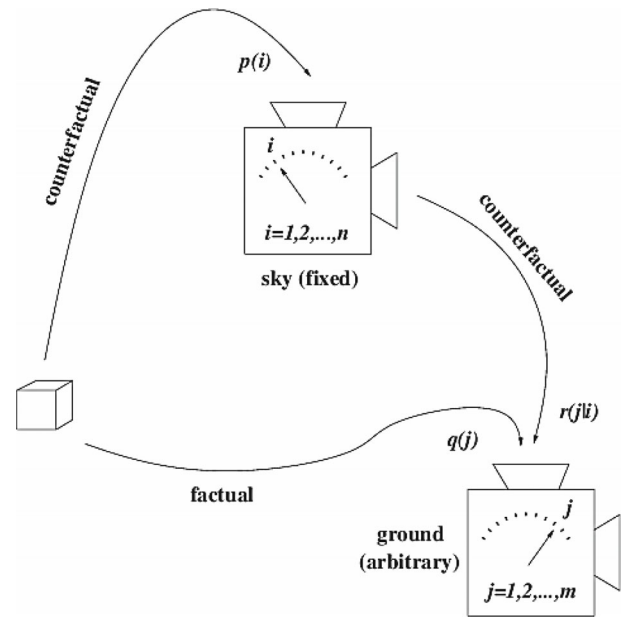 p(i)
counterfactual
i
i=1,2,...,n
sky (fixed)
counterfactual
r(j|i)
q(j)
factual
j
ground
(arbitrary)
j=1,2,...,m